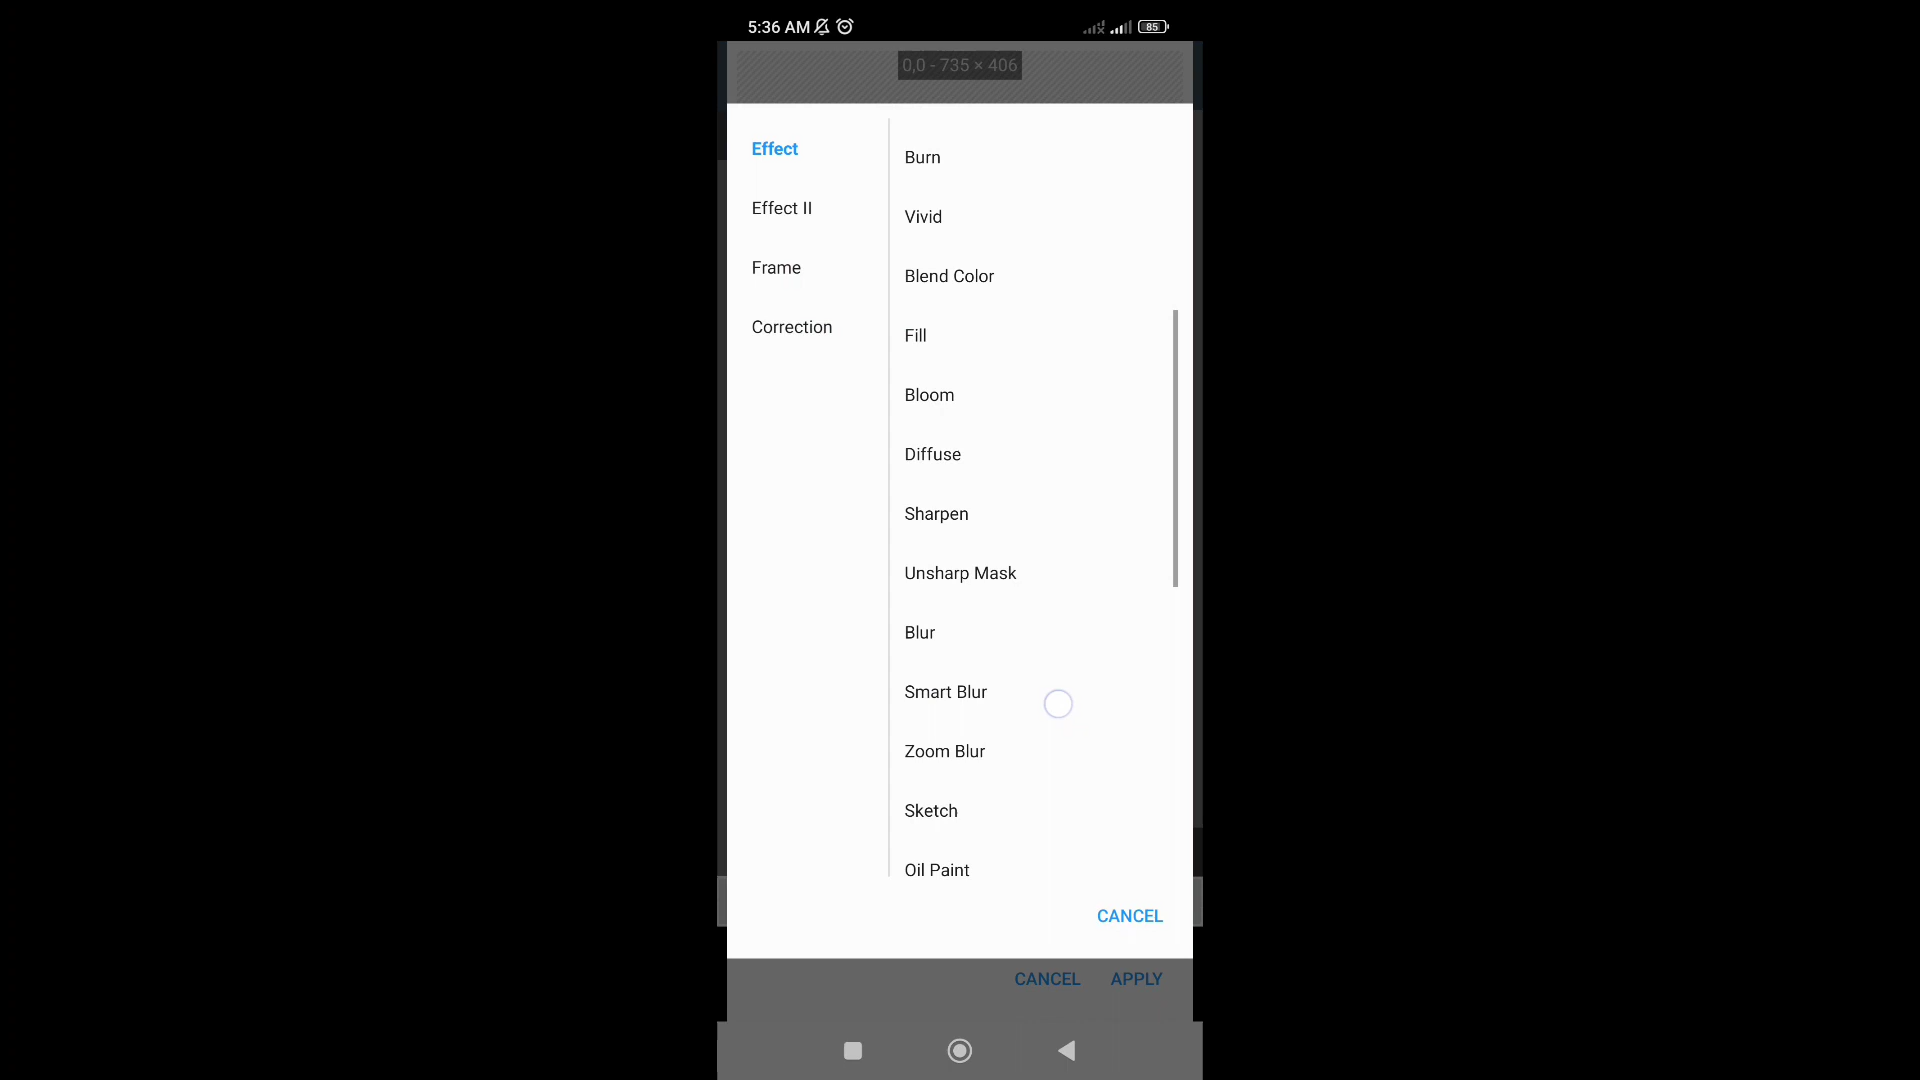 5:36 AM
85
0,0 - 735 × 406
Effect
Effect II
Frame
Correction
Burn
Vivid
Blend Color
Fill
Bloom
Diffuse
Sharpen
Unsharp Mask
Blur
Smart Blur
Zoom Blur
Sketch
Oil Paint
CANCEL
CANCEL APPLY